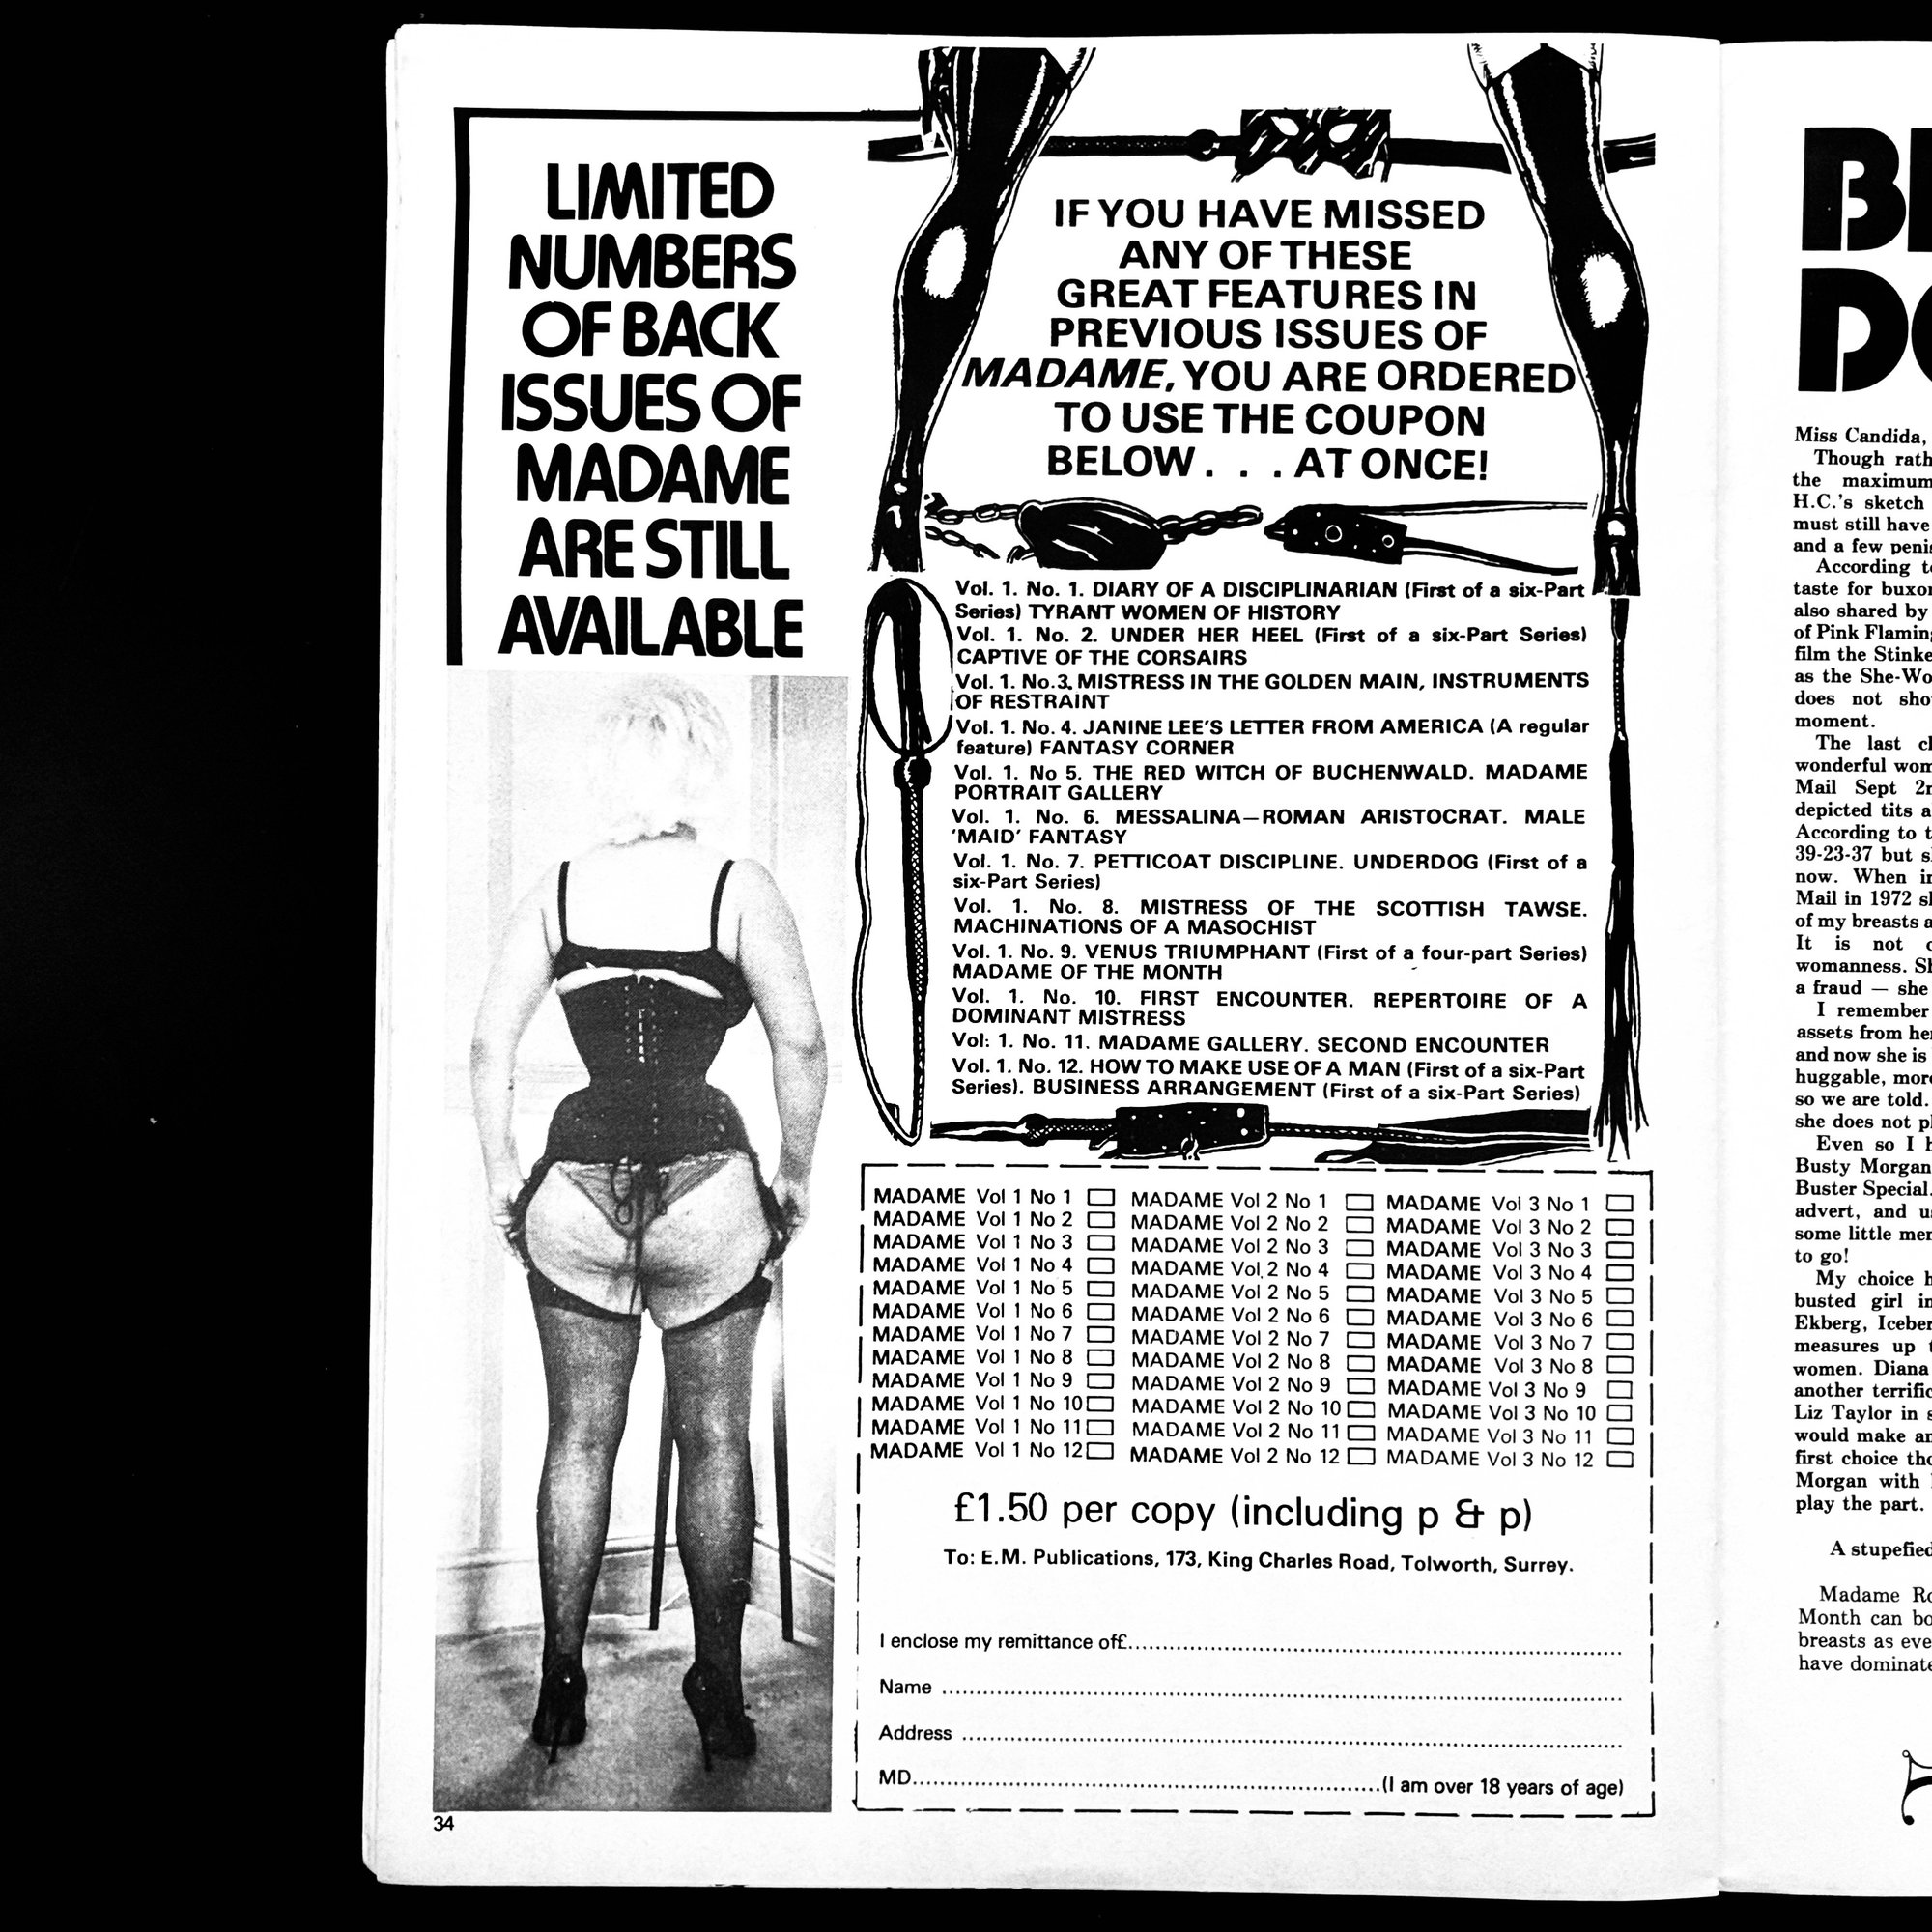 LIMITED
NUMBERS
OF BACK
ISSUES OF
MADAME
ARE STILL
AVAILABLE
IF YOU HAVE MISSED
ANY OF THESE
GREAT FEATURES IN
PREVIOUS ISSUES OF
MADAME, YOU ARE ORDERED
TO USE THE COUPON
BELOW . . . AT ONCE!
Vol. 1. No. 1. DIARY OF A DISCIPLINARIAN (First of a six-Part
Series) TYRANT WOMEN OF HISTORY
Vol. 1. No. 2. UNDER HER HEEL (First of a six-Part Series)
CAPTIVE OF THE CORSAIRS
Vol. 1. No.3. MISTRESS IN THE GOLDEN MAIN, INSTRUMENTS
OF RESTRAINT
Vol. 1. No. 4. JANINE LEE'S LETTER FROM AMERICA (A regular
feature) FANTASY CORNER
Vol. 1. No 5. THE RED WITCH OF BUCHENWALD. MADAME
PORTRAIT GALLERY
Vol. 1. No. 6. MESSALINA—ROMAN ARISTOCRAT. MALE
'MAID' FANTASY
Vol. 1. No. 7. PETTICOAT DISCIPLINE. UNDERDOG (First of a
six-Part Series)
Vol. 1. No. 8. MISTRESS OF THE SCOTTISH TAWSE.
MACHINATIONS OF A MASOCHIST
Vol. 1. No. 9. VENUS TRIUMPHANT (First of a four-part Series)
MADAME OF THE MONTH
Vol. 1. No. 10. FIRST ENCOUNTER. REPERTOIRE OF A
DOMINANT MISTRESS
Vol: 1. No. 11. MADAME GALLERY. SECOND ENCOUNTER
Vol. 1. No. 12. HOW TO MAKE USE OF A MAN (First of a six-Part
Series). BUSINESS ARRANGEMENT (First of a six-Part Series)
MADAME Vol 1 No 1 MADAME Vol 2 No 1 MADAME Vol 3 No 1
MADAME Vol 1 No 2 MADAME Vol 2 No 2 MADAME Vol 3 No 2
MADAME Vol 1 No 3 MADAME Vol 2 No 3 MADAME Vol 3 No 3
MADAME Vol 1 No 4 MADAME Vol. 2 No 4 MADAME Vol 3 No 4
MADAME Vol 1 No 5 MADAME Vol 2 No 5 MADAME Vol 3 No 5
MADAME Vol 1 No 6 MADAME Vol 2 No 6 MADAME Vol 3 No 6
MADAME Vol 1 No 7 MADAME Vol 2 No 7 MADAME Vol 3 No 7
MADAME Vol 1 No 8 MADAME Vol 2 No 8 MADAME Vol 3 No 8
MADAME Vol 1 No 9 MADAME Vol 2 No 9 MADAME Vol 3 No 9
MADAME Vol 1 No 10 MADAME Vol 2 No 10 MADAME Vol 3 No 10
MADAME Vol 1 No 11 MADAME Vol 2 No 11 MADAME Vol 3 No 11
MADAME Vol 1 No 12 MADAME Vol 2 No 12 MADAME Vol 3 No 12
£1.50 per copy (including p & p)
To: E.M. Publications, 173, King Charles Road, Tolworth, Surrey.
I enclose my remittance of£
Name
Address
MD (I am over 18 years of age)
34
Miss Candida,
Though
the maximum
H.C.'s sketch
must still have
and a few
According
taste for
also shared by
of Pink
film the
as the
does not
moment.
The last
wonderful
Mail Sept
depicted tits
According to
39-23-37 but
now. When
Mail in 1972
of my breasts
It is not
womanness.
a fraud — she
I remember
assets from
and now she is
huggable,
so we are told.
she does not
Even so I
Busty Morgan
Buster Special.
advert, and
some little
to go!
My choice
busted girl
Ekberg,
measures up
women. Diana
another
Liz Taylor in
would make
first choice
Morgan with
play the part.
A stupefied
Madame
Month can
breasts as
have